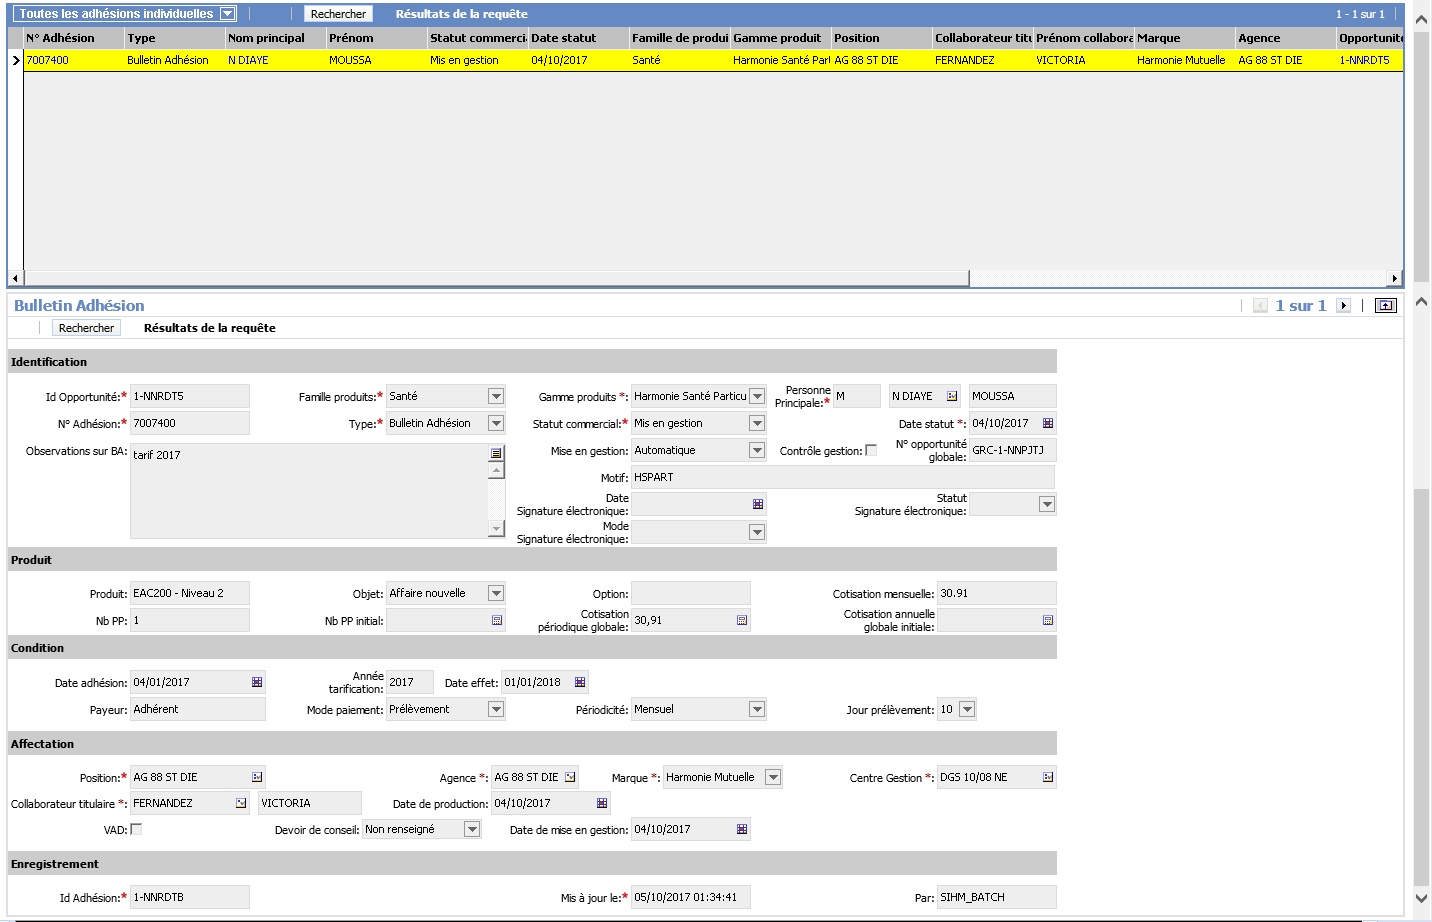 Toutes les adhésions individuelles Rechercher Résultats de la requête 1 - 1 sur 1
N° Adhésion Type Nom principal Prénom Statut commerci Date statut Famille de produi Gamme produit Position Collaborateur titu Prénom collabora Marque Agence Opportunité
7007400 Bulletin Adhésion N DIAYE MOUSSA Mis en gestion 04/10/2017 Santé Harmonie Santé Parl AG 88 ST DIE FERNANDEZ VICTORIA Harmonie Mutuelle AG 88 ST DIE 1-NNRDT5
Bulletin Adhésion 1 sur 1
Rechercher Résultats de la requête
Identification
Id Opportunité:* 1-NNRDT5 Famille produits:* Santé Gamme produits *: Harmonie Santé Particu Personne Principale:* M N DIAYE MOUSSA
N° Adhésion:* 7007400 Type:* Bulletin Adhésion Statut commercial:* Mis en gestion Date statut *: 04/10/2017
Observations sur BA: tarif 2017 Mise en gestion: Automatique Contrôle gestion: N° opportunité globale: GRC-1-NNPJTJ
Motif: HSPART
Date Signature électronique: Statut Signature électronique:
Mode Signature électronique:
Produit
Produit: EAC200 - Niveau 2 Objet: Affaire nouvelle Option: Cotisation mensuelle: 30.91
Nb PP: 1 Nb PP initial: Cotisation périodique globale: 30,91 Cotisation annuelle globale initiale:
Condition
Date adhésion: 04/01/2017 Année tarification: 2017 Date effet: 01/01/2018
Payeur: Adhérent Mode paiement: Prélèvement Périodicité: Mensuel Jour prélèvement: 10
Affectation
Position:* AG 88 ST DIE Agence *: AG 88 ST DIE Marque *: Harmonie Mutuelle Centre Gestion *: DGS 10/08 NE
Collaborateur titulaire *: FERNANDEZ VICTORIA Date de production: 04/10/2017
VAD: Devoir de conseil: Non renseigné Date de mise en gestion: 04/10/2017
Enregistrement
Id Adhésion:* 1-NNRDTB Mis à jour le:* 05/10/2017 01:34:41 Par: SIHM_BATCH